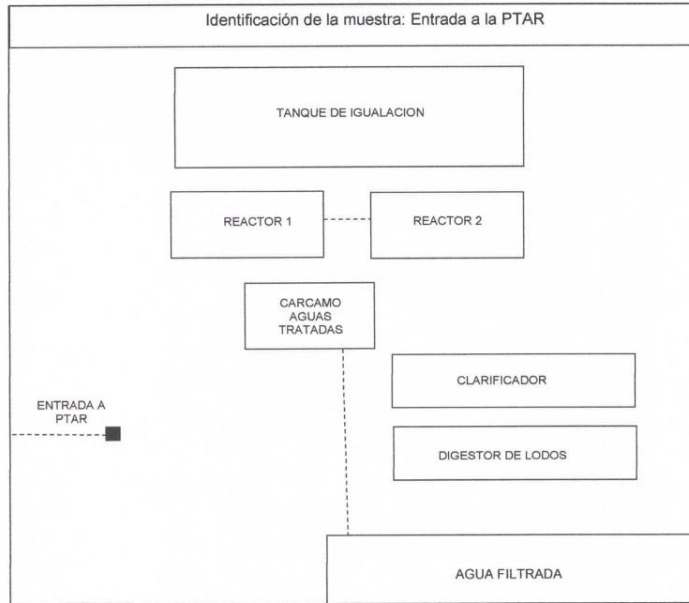 Identificación de la muestra: Entrada a la PTAR
TANQUE DE IGUALACION
REACTOR 1
REACTOR 2
CARCAMO
AGUAS
TRATADAS
CLARIFICADOR
ENTRADA A
PTAR
DIGESTOR DE LODOS
AGUA FILTRADA